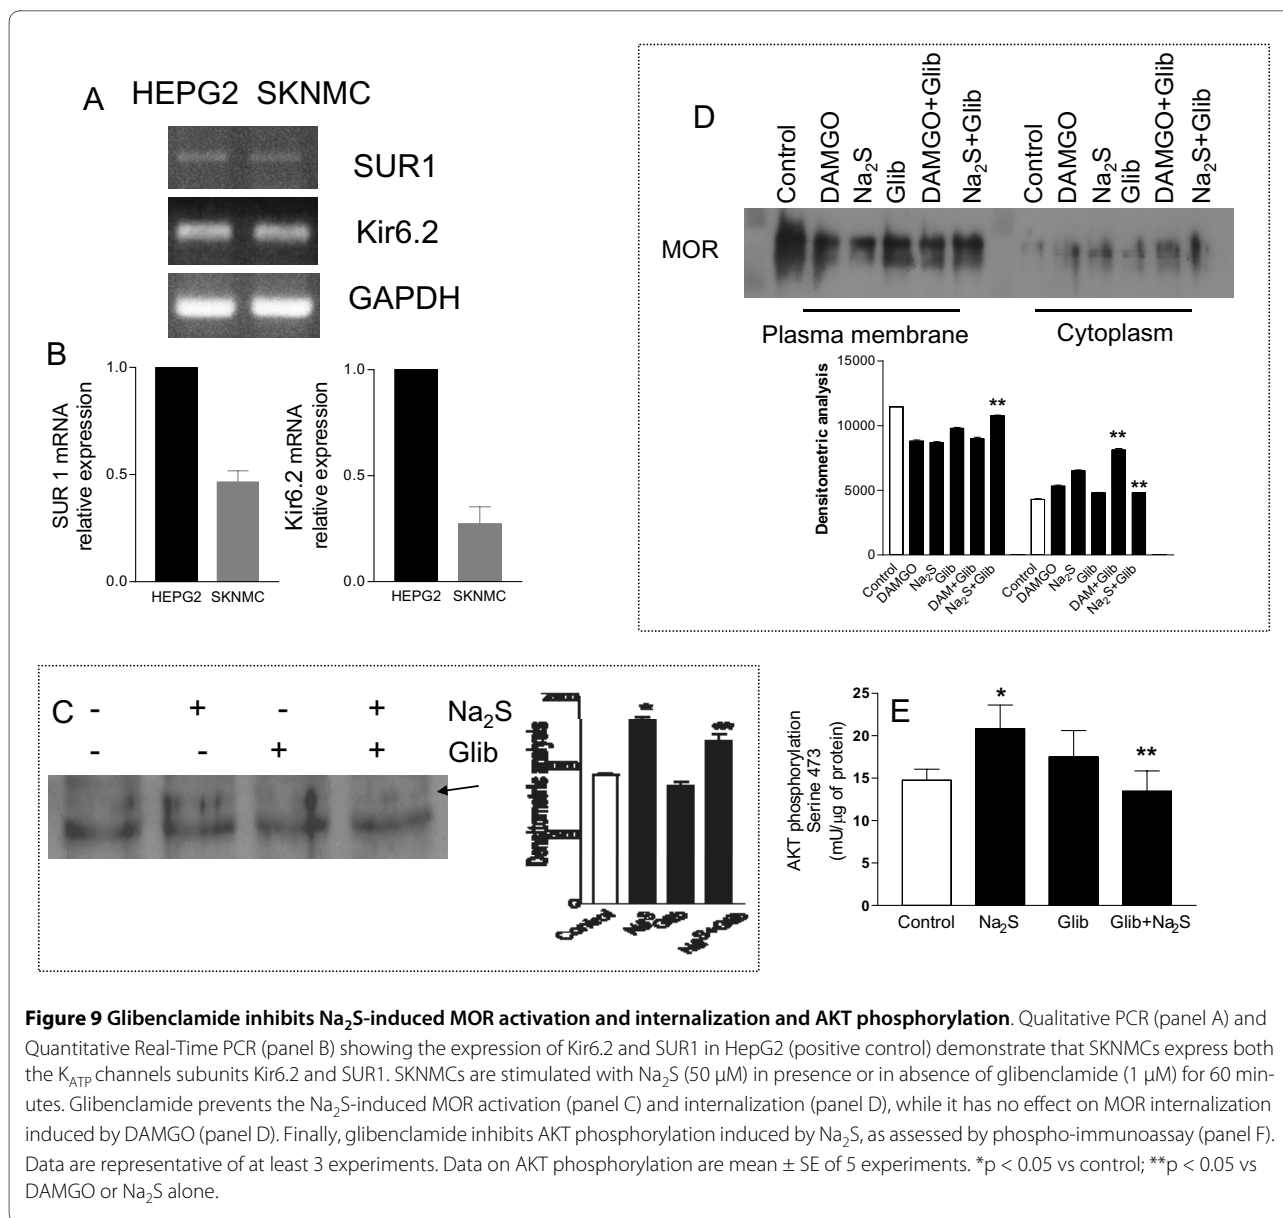 A HEPG2 SKNMC
SUR1
Kir6.2
GAPDH
B
SUR 1 mRNA
relative expression
1.0
0.5
0.0
HEPG2 SKNMC
Kir6.2 mRNA
relative expression
1.0
0.5
0.0
HEPG2 SKNMC
D
Control
DAMGO
Na₂S
Glib
DAMGO+Glib
Na₂S+Glib
Control
DAMGO
Na₂S
Glib
DAMGO+Glib
Na₂S+Glib
MOR
Plasma membrane Cytoplasm
Densitometric analysis
15000
10000
5000
0
**
**
**
Control
DAMGO
Na₂S
Glib
DAM+Glib
Na₂S+Glib
Control
DAMGO
Na₂S
Glib
DAM+Glib
Na₂S+Glib
C
- + - + Na₂S
- - + + Glib
E
AKT phosphorylation
Serine 473
(mU/µg of protein)
25
20
15
10
5
0
*
**
Control Na₂S Glib Glib+Na₂S
Figure 9 Glibenclamide inhibits Na₂S-induced MOR activation and internalization and AKT phosphorylation. Qualitative PCR (panel A) and
Quantitative Real-Time PCR (panel B) showing the expression of Kir6.2 and SUR1 in HepG2 (positive control) demonstrate that SKNMCs express both
the K_ATP channels subunits Kir6.2 and SUR1. SKNMCs are stimulated with Na₂S (50 µM) in presence or in absence of glibenclamide (1 µM) for 60 min-
utes. Glibenclamide prevents the Na₂S-induced MOR activation (panel C) and internalization (panel D), while it has no effect on MOR internalization
induced by DAMGO (panel D). Finally, glibenclamide inhibits AKT phosphorylation induced by Na₂S, as assessed by phospho-immunoassay (panel F).
Data are representative of at least 3 experiments. Data on AKT phosphorylation are mean ± SE of 5 experiments. *p < 0.05 vs control; **p < 0.05 vs
DAMGO or Na₂S alone.